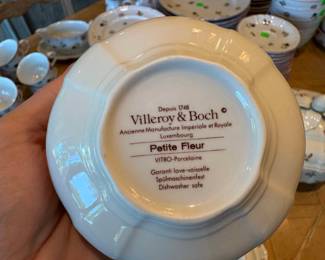 Depuis 1748
Villeroy & Boch ©
Ancienne Manufacture Impériale et Royale
Luxembourg
Petite Fleur
VITRO-Porcelaine
Garanti lave-vaisselle
Spülmaschinenfest
Dishwasher safe